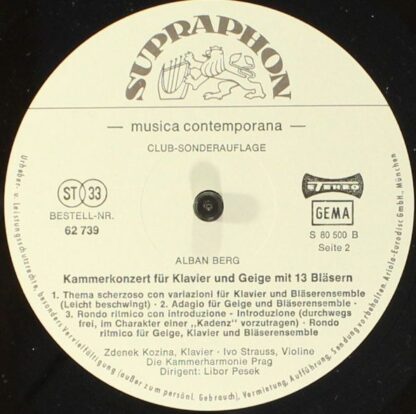 SUPRAPHON
— musica contemporana —
CLUB-SONDERAUFLAGE
ST 33
BESTELL-NR.
62 739
STEREO
GEMA
S 80 500 B
Seite 2
ALBAN BERG
Kammerkonzert für Klavier und Geige mit 13 Bläsern
1. Thema scherzoso con variazioni für Klavier und Bläserensemble
(Leicht beschwingt) - 2. Adagio für Geige und Bläserensemble -
3. Rondo ritmico con introduzione - Introduzione (durchwegs
frei, im Charakter einer „Kadenz" vorzutragen) - Rondo
ritmico für Geige, Klavier und Bläserensemble
Zdenek Kozina, Klavier · Ivo Strauss, Violine
Die Kammerharmonie Prag
Dirigent: Libor Pesek
Urheber- u. Leistungsschutzrechte, besonders Vervielfältigung (außer zum persönl. Gebrauch), Vermietung, Aufführung, Sendung vorbehalten. Ariola-Eurodisc GmbH., München